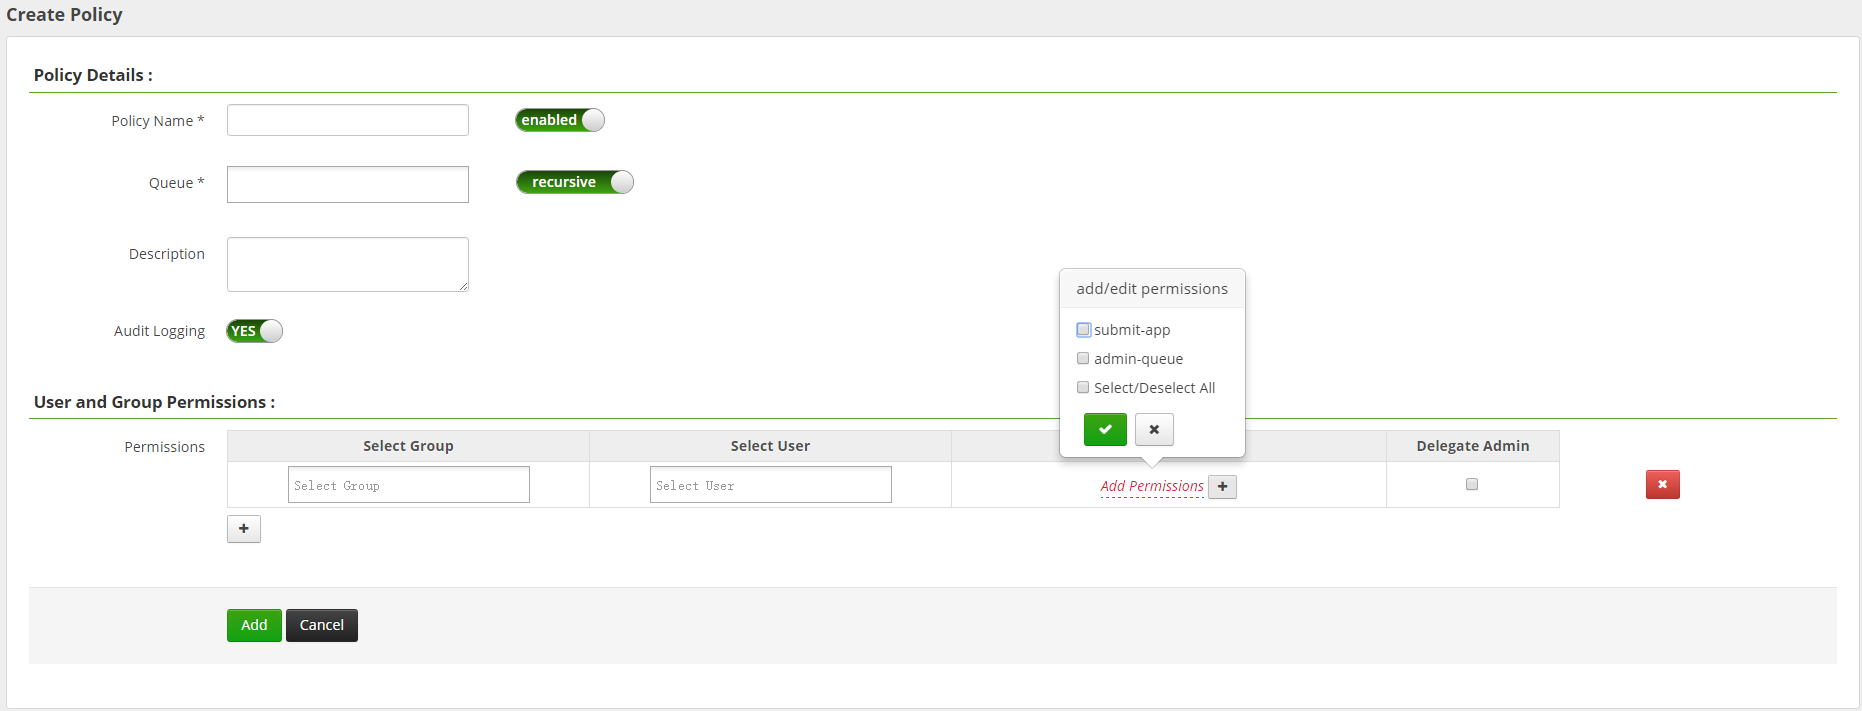 Create Policy
Policy Details :
Policy Name *
enabled
Queue *
recursive
Description
Audit Logging
YES
add/edit permissions
submit-app
admin-queue
Select/Deselect All
User and Group Permissions :
Permissions
Select Group
Select User
Delegate Admin
Select Group
Select User
Add Permissions
Add
Cancel